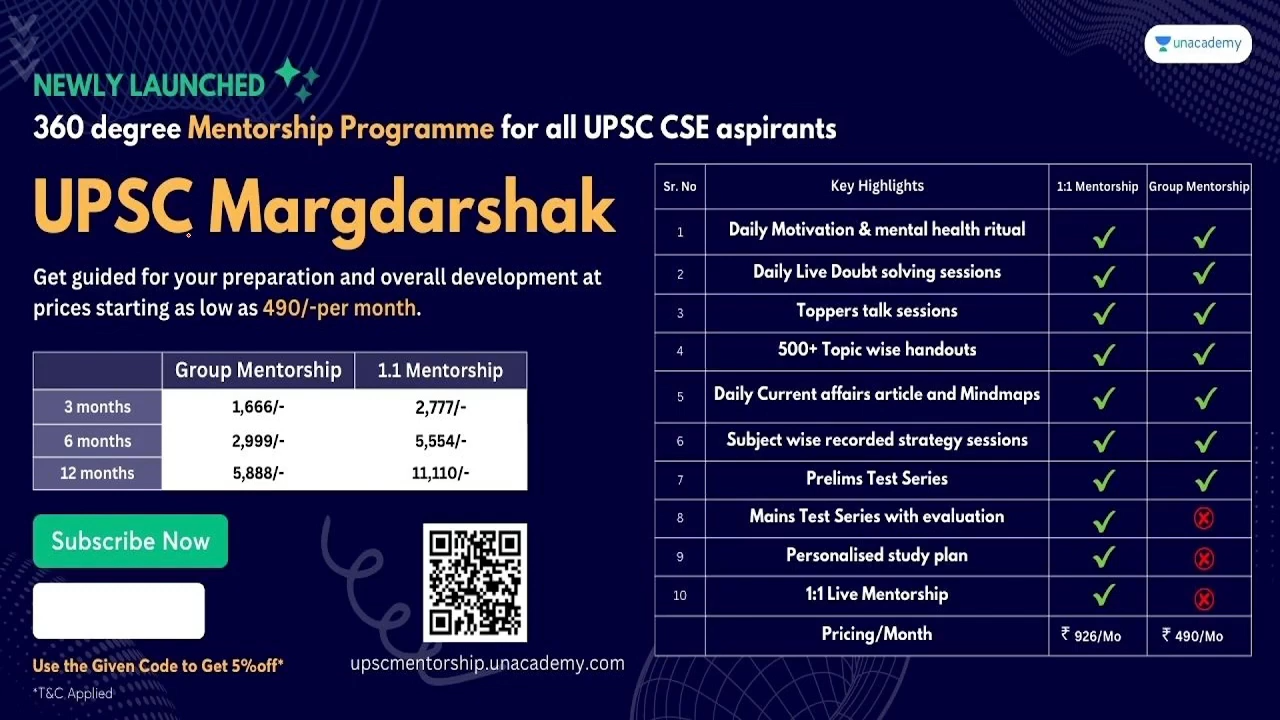 unacademy
NEWLY LAUNCHED
360 degree Mentorship Programme for all UPSC CSE aspirants
UPSC Margdarshak
Get guided for your preparation and overall development at
prices starting as low as 490/-per month.
Group Mentorship 1.1 Mentorship
3 months 1,666/- 2,777/-
6 months 2,999/- 5,554/-
12 months 5,888/- 11,110/-
Subscribe Now
Use the Given Code to Get 5%off*
*T&C Applied
upscmentorship.unacademy.com
Sr. No Key Highlights 1:1 Mentorship Group Mentorship
1 Daily Motivation & mental health ritual
2 Daily Live Doubt solving sessions
3 Toppers talk sessions
4 500+ Topic wise handouts
5 Daily Current affairs article and Mindmaps
6 Subject wise recorded strategy sessions
7 Prelims Test Series
8 Mains Test Series with evaluation
9 Personalised study plan
10 1:1 Live Mentorship
Pricing/Month ₹ 926/Mo ₹ 490/Mo